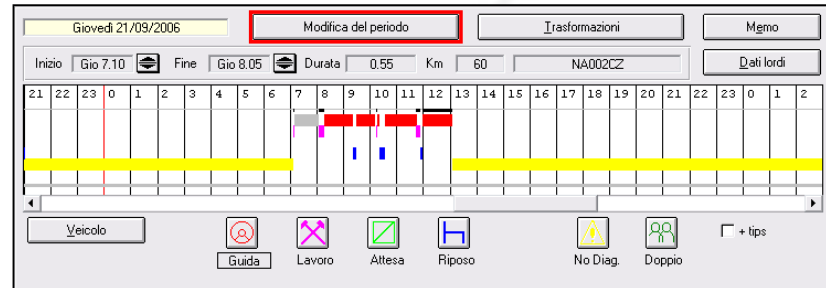 Giovedì 21/09/2006 Modifica del periodo Trasformazioni Memo
Inizio Gio 7.10 Fine Gio 8.05 Durata 0.55 Km 60 NA002CZ Dati lordi
21 22 23 0 1 2 3 4 5 6 7 8 9 10 11 12 13 14 15 16 17 18 19 20 21 22 23 0 1 2
Veicolo Guida Lavoro Attesa Riposo No Diag. Doppio + tips